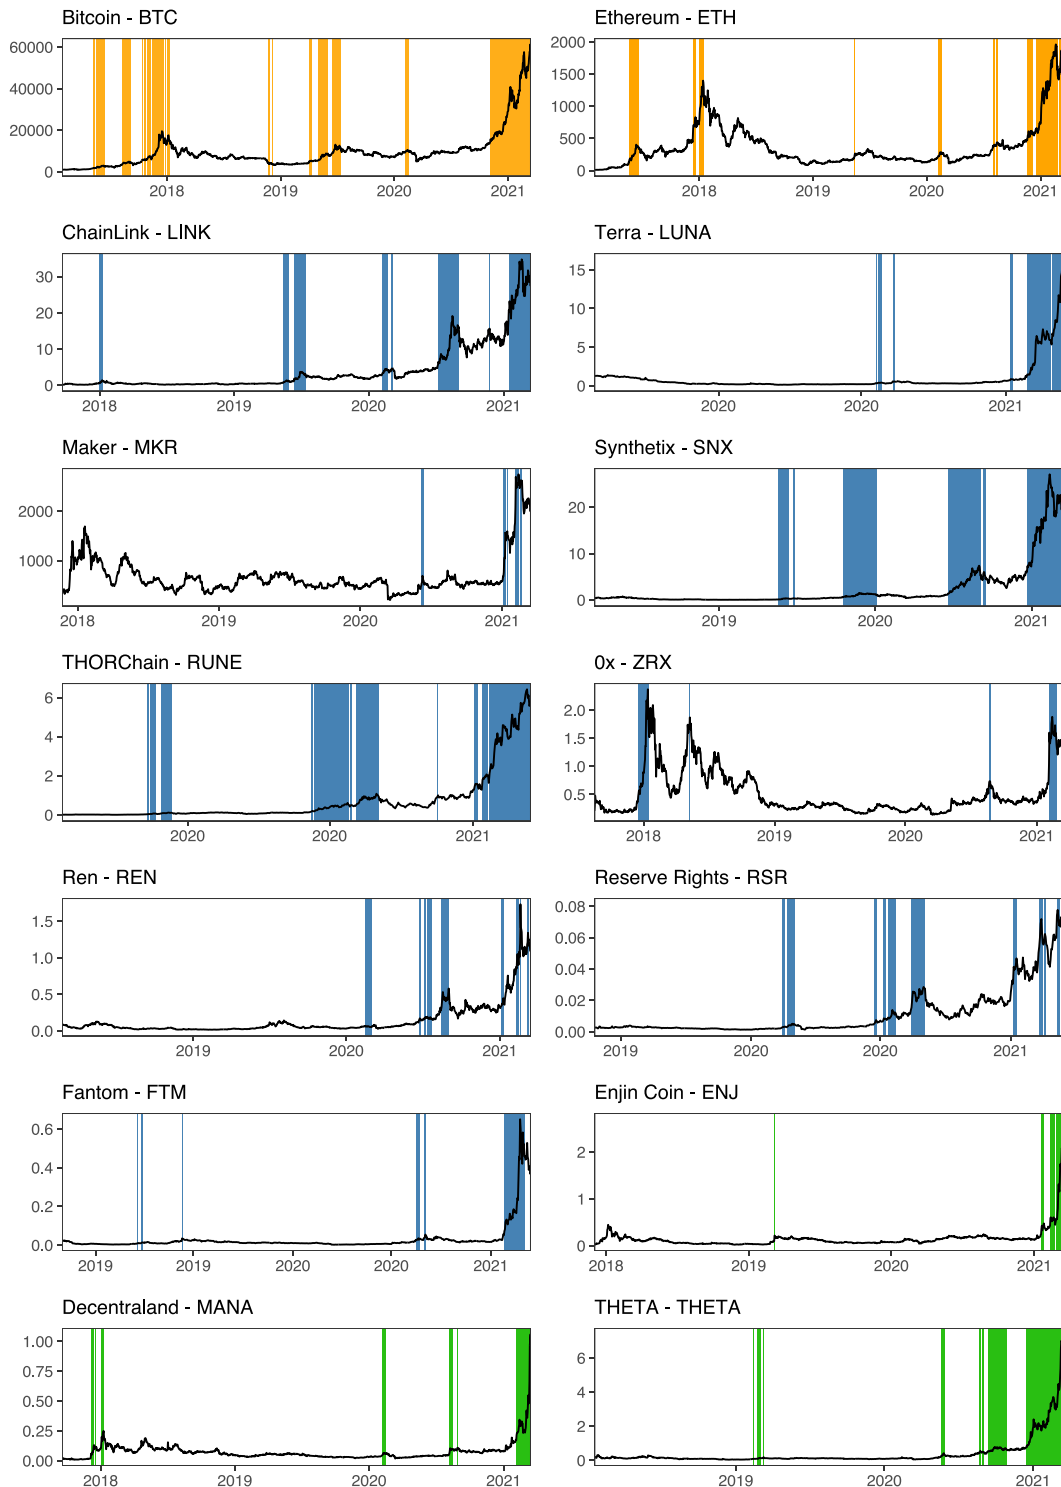 Bitcoin - BTC
60000
40000
20000
0
2018 2019 2020 2021
Ethereum - ETH
2000
1500
1000
500
0
2018 2019 2020 2021
ChainLink - LINK
30
20
10
0
2018 2019 2020 2021
Terra - LUNA
15
10
5
0
2020 2020 2021
Maker - MKR
2000
1000
2018 2019 2020 2021
Synthetix - SNX
20
10
0
2019 2020 2021
THORChain - RUNE
6
4
2
0
2020 2020 2021
0x - ZRX
2.0
1.5
1.0
0.5
2018 2019 2020 2021
Ren - REN
1.5
1.0
0.5
0.0
2019 2020 2021
Reserve Rights - RSR
0.08
0.06
0.04
0.02
0.00
2019 2020 2020 2021
Fantom - FTM
0.6
0.4
0.2
0.0
2019 2019 2020 2020 2021
Enjin Coin - ENJ
2
1
0
2018 2019 2020 2021
Decentraland - MANA
1.00
0.75
0.50
0.25
0.00
2018 2019 2020 2021
THETA - THETA
6
4
2
0
2019 2020 2021